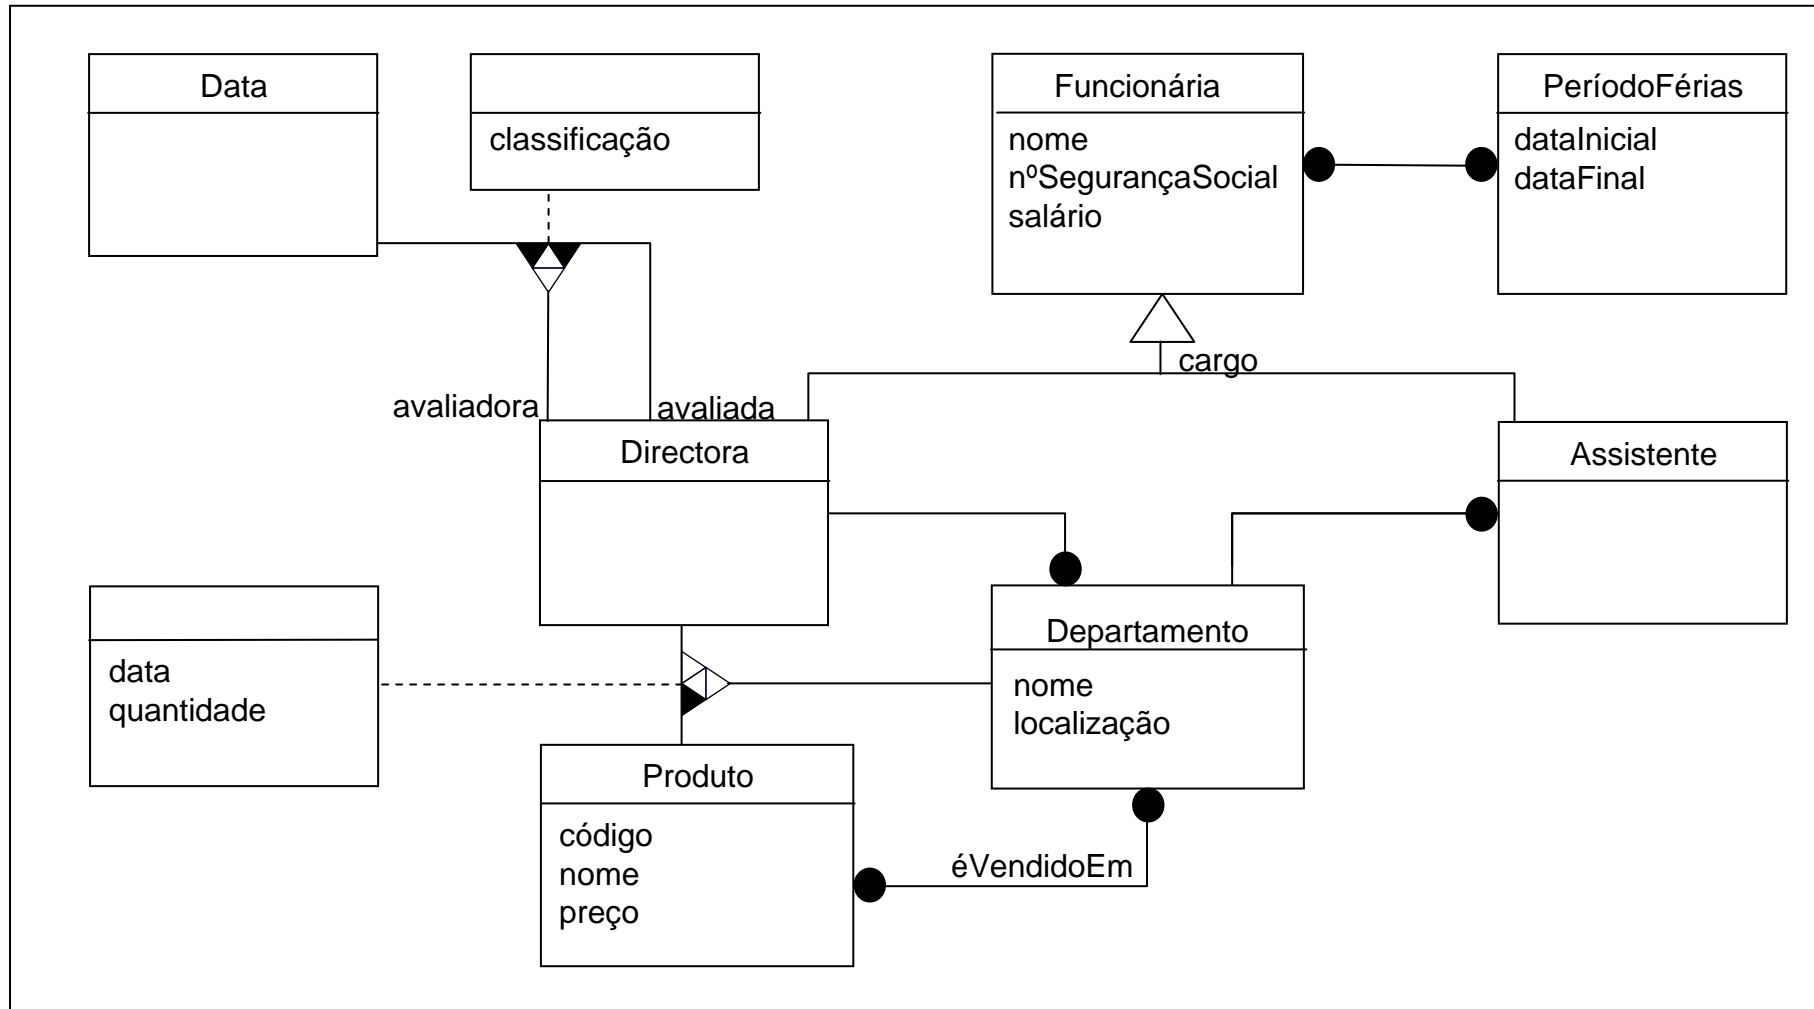 Data
classificação
Funcionária
nome
nºSegurançaSocial
salário
PeríodoFérias
dataInicial
dataFinal
cargo
avaliadora
avaliada
Directora
Assistente
data
quantidade
Departamento
nome
localização
Produto
código
nome
preço
éVendidoEm